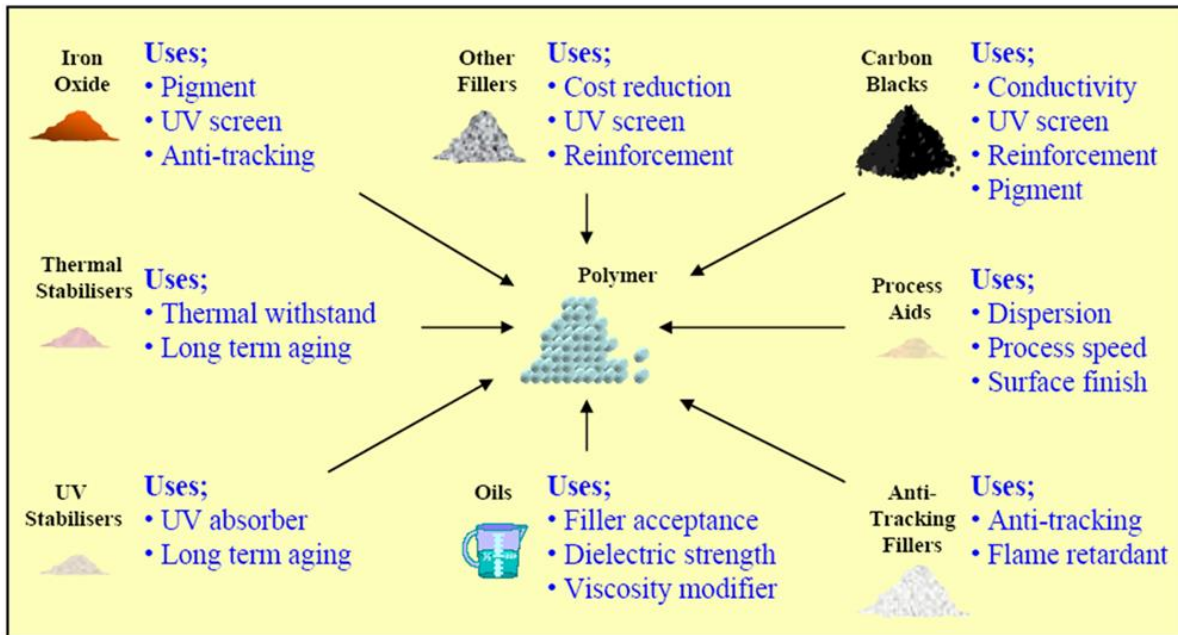 Iron
Oxide
Uses;
• Pigment
• UV screen
• Anti-tracking
Other
Fillers
Uses;
• Cost reduction
• UV screen
• Reinforcement
Carbon
Blacks
Uses;
• Conductivity
• UV screen
• Reinforcement
• Pigment
Thermal
Stabilisers
Uses;
• Thermal withstand
• Long term aging
Polymer
Process
Aids
Uses;
• Dispersion
• Process speed
• Surface finish
UV
Stabilisers
Uses;
• UV absorber
• Long term aging
Oils
Uses;
• Filler acceptance
• Dielectric strength
• Viscosity modifier
Anti-
Tracking
Fillers
Uses;
• Anti-tracking
• Flame retardant